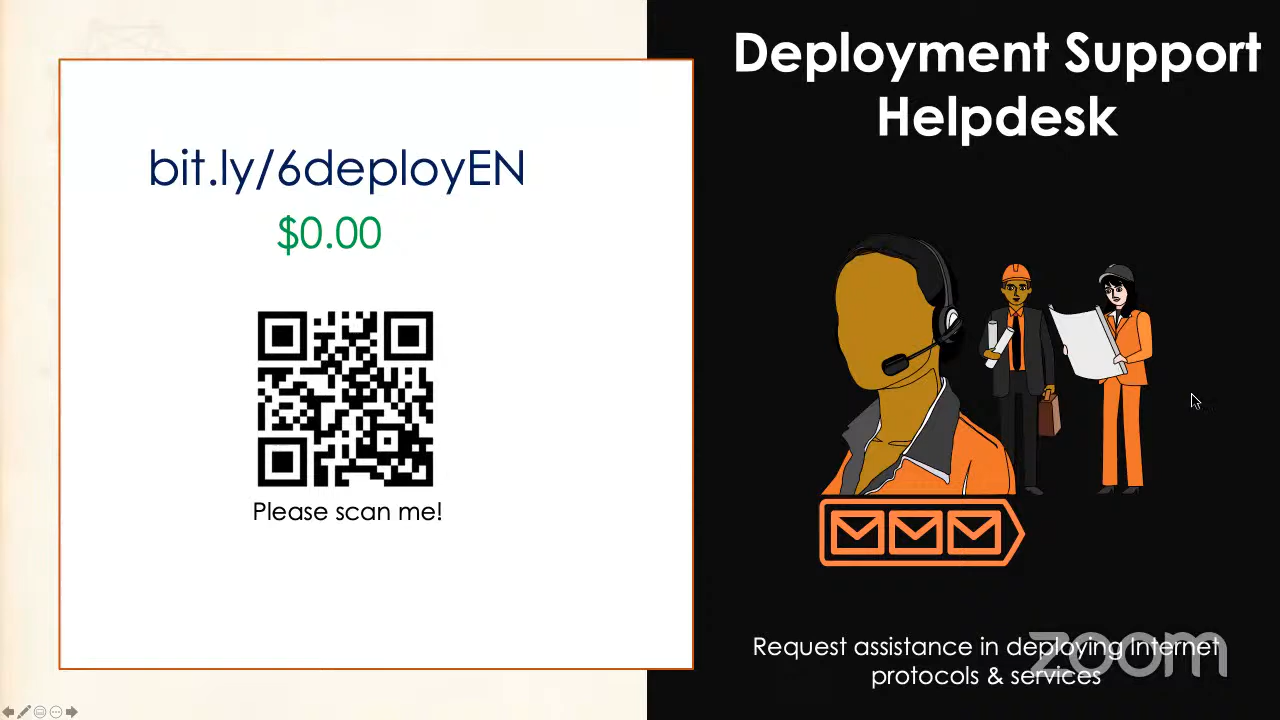 Deployment Support
Helpdesk
bit.ly/6deployEN
$0.00
Please scan me!
Request assistance in deploying Internet
protocols & services
zoom